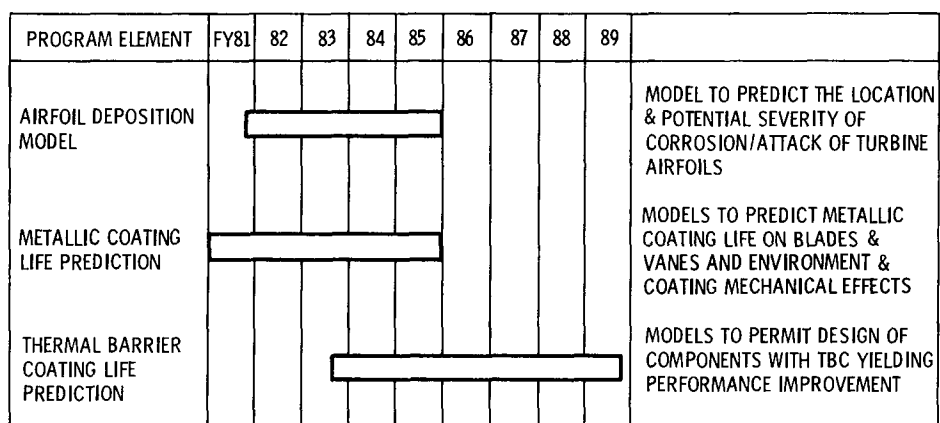 PROGRAM ELEMENT FY81 82 83 84 85 86 87 88 89
AIRFOIL DEPOSITION
MODEL
MODEL TO PREDICT THE LOCATION
& POTENTIAL SEVERITY OF
CORROSION/ATTACK OF TURBINE
AIRFOILS
METALLIC COATING
LIFE PREDICTION
MODELS TO PREDICT METALLIC
COATING LIFE ON BLADES &
VANES AND ENVIRONMENT &
COATING MECHANICAL EFFECTS
THERMAL BARRIER
COATING LIFE
PREDICTION
MODELS TO PERMIT DESIGN OF
COMPONENTS WITH TBC YIELDING
PERFORMANCE IMPROVEMENT